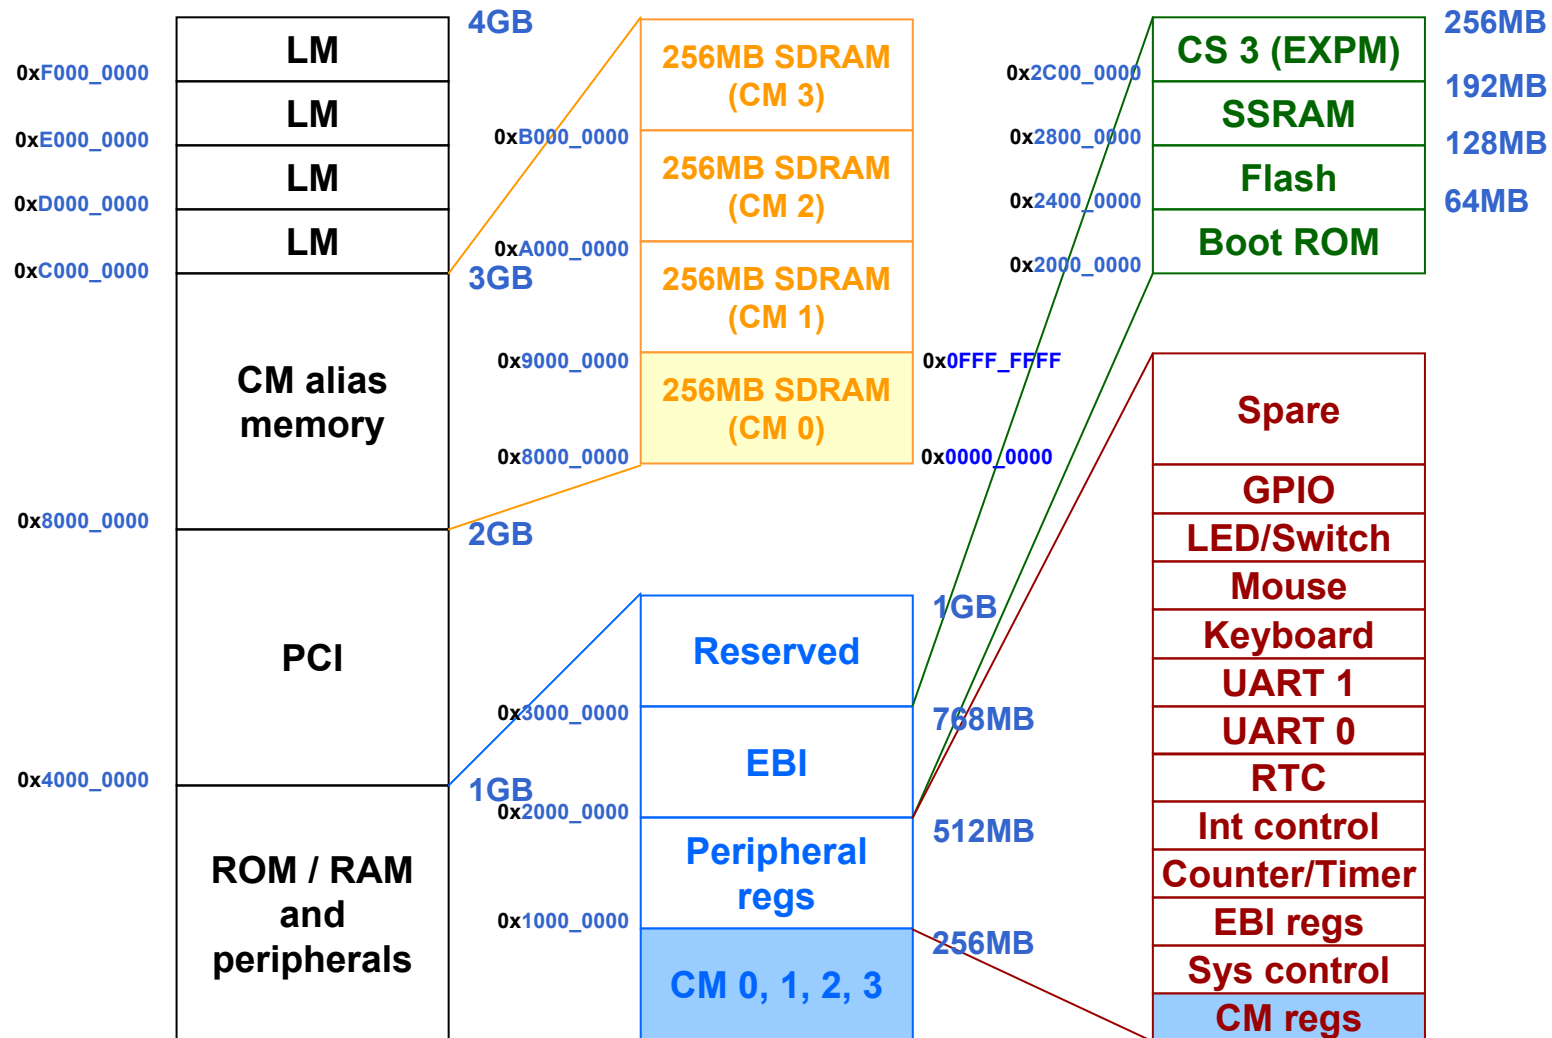 4GB
LM
0xF000_0000
LM
0xE000_0000
LM
0xD000_0000
LM
0xC000_0000
3GB
CM alias
memory
0x8000_0000
2GB
PCI
0x4000_0000
1GB
ROM / RAM
and
peripherals
256MB SDRAM
(CM 3)
0xB000_0000
256MB SDRAM
(CM 2)
0xA000_0000
256MB SDRAM
(CM 1)
0x9000_0000
0x0FFF_FFFF
256MB SDRAM
(CM 0)
0x8000_0000
0x0000_0000
1GB
Reserved
0x3000_0000
768MB
EBI
0x2000_0000
512MB
Peripheral
regs
0x1000_0000
256MB
CM 0, 1, 2, 3
256MB
CS 3 (EXPM)
0x2C00_0000
192MB
SSRAM
0x2800_0000
128MB
Flash
0x2400_0000
64MB
Boot ROM
0x2000_0000
Spare
GPIO
LED/Switch
Mouse
Keyboard
UART 1
UART 0
RTC
Int control
Counter/Timer
EBI regs
Sys control
CM regs